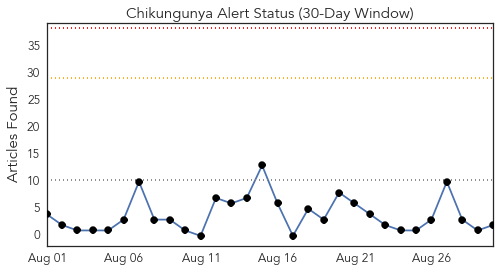 Chikungunya Alert Status (30-Day Window)
Articles Found
35
30
25
20
15
10
5
0
Aug 01 Aug 06 Aug 11 Aug 16 Aug 21 Aug 26